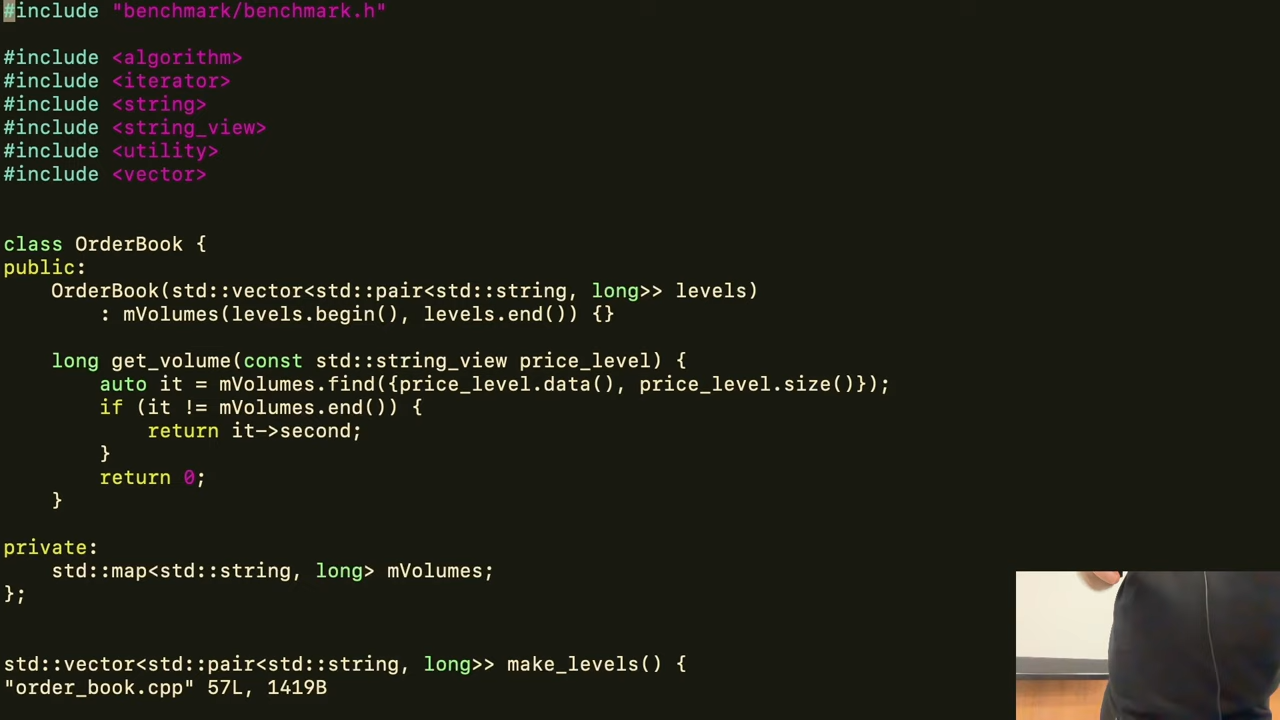 #include "benchmark/benchmark.h"
#include <algorithm>
#include <iterator>
#include <string>
#include <string_view>
#include <utility>
#include <vector>
class OrderBook {
public:
    OrderBook(std::vector<std::pair<std::string, long>> levels)
        : mVolumes(levels.begin(), levels.end()) {}
    long get_volume(const std::string_view price_level) {
        auto it = mVolumes.find({price_level.data(), price_level.size()});
        if (it != mVolumes.end()) {
            return it->second;
        }
        return 0;
    }
private:
    std::map<std::string, long> mVolumes;
};
std::vector<std::pair<std::string, long>> make_levels() {
"order_book.cpp" 57L, 1419B